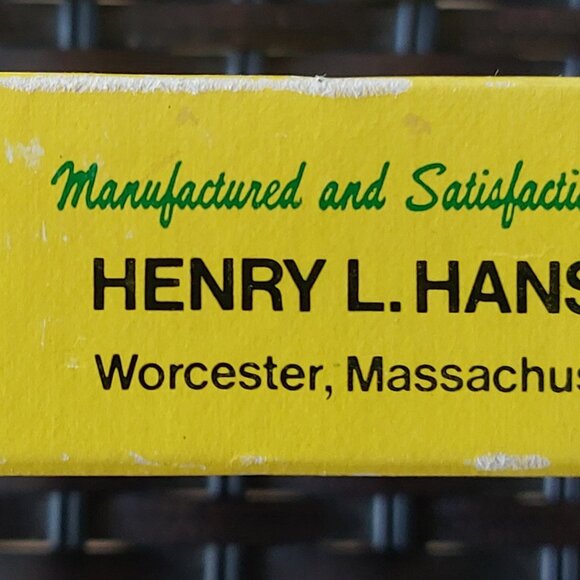 Manufactured and Satisfacti
HENRY L. HANS
Worcester, Massachus